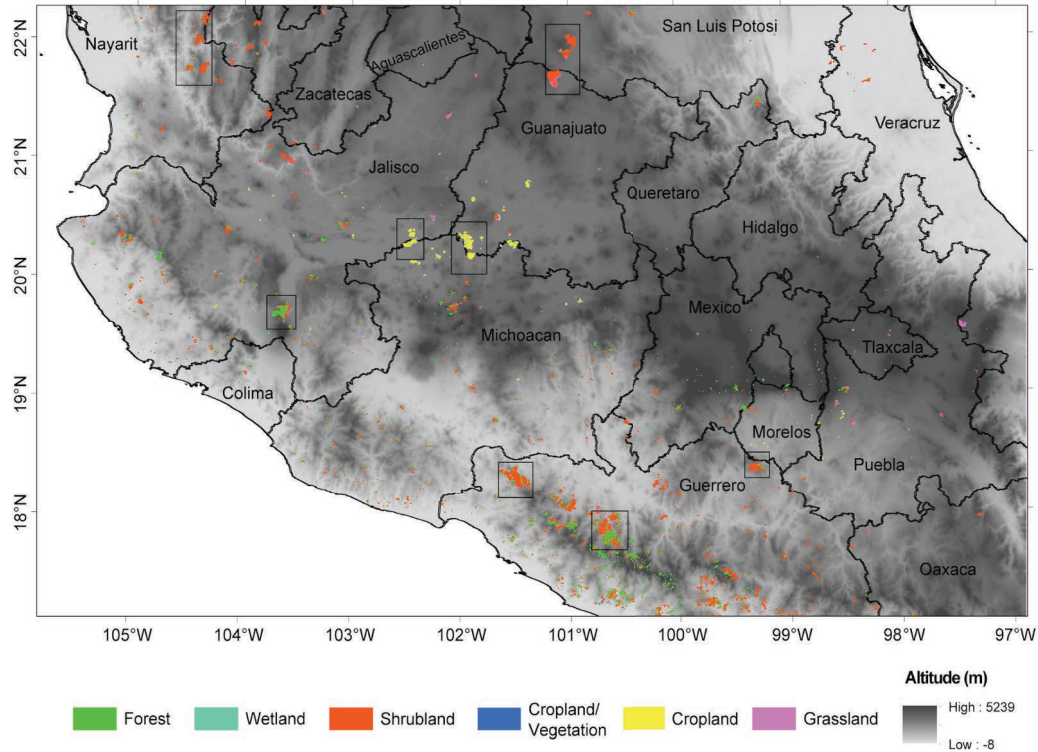 San Luis Potosi
22°N
Nayarit
Aguascalientes
Zacatecas
Guanajuato
Veracruz
21°N
Jalisco
Queretaro
Hidalgo
20°N
Mexico
Michoacan
Tlaxcala
19°N
Colima
Morelos
Puebla
Guerrero
18°N
Oaxaca
105°W 104°W 103°W 102°W 101°W 100°W 99°W 98°W 97°W
Altitude (m)
High : 5239
Low : -8
Forest
Wetland
Shrubland
Cropland/
Vegetation
Cropland
Grassland